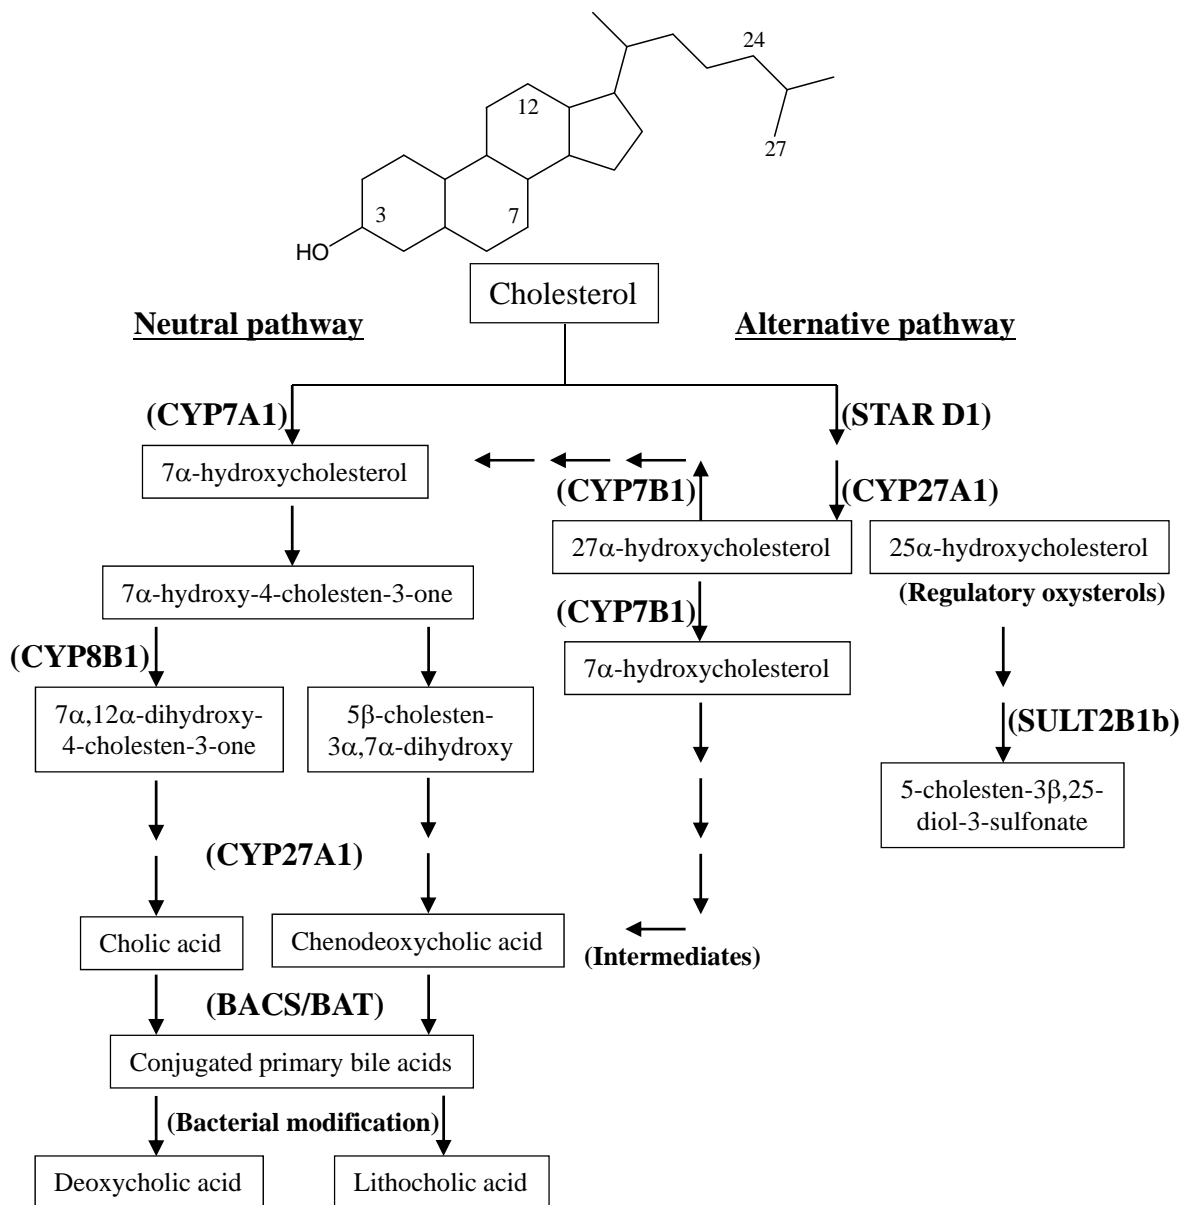 24
12
27
3
7
HO
Cholesterol
Neutral pathway
Alternative pathway
(CYP7A1)
(STAR D1)
7α-hydroxycholesterol
(CYP7B1)
(CYP27A1)
27α-hydroxycholesterol
25α-hydroxycholesterol
(Regulatory oxysterols)
7α-hydroxy-4-cholesten-3-one
(CYP7B1)
(CYP8B1)
7α-hydroxycholesterol
7α,12α-dihydroxy-
4-cholesten-3-one
5β-cholesten-
3α,7α-dihydroxy
(SULT2B1b)
5-cholesten-3β,25-
diol-3-sulfonate
(CYP27A1)
Cholic acid
Chenodeoxycholic acid
(Intermediates)
(BACS/BAT)
Conjugated primary bile acids
(Bacterial modification)
Deoxycholic acid
Lithocholic acid